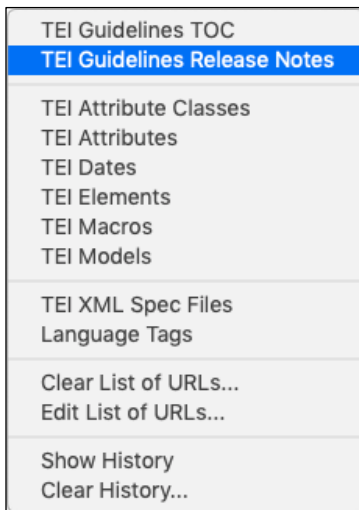 TEI Guidelines TOC
TEI Guidelines Release Notes
TEI Attribute Classes
TEI Attributes
TEI Dates
TEI Elements
TEI Macros
TEI Models
TEI XML Spec Files
Language Tags
Clear List of URLs...
Edit List of URLs...
Show History
Clear History...